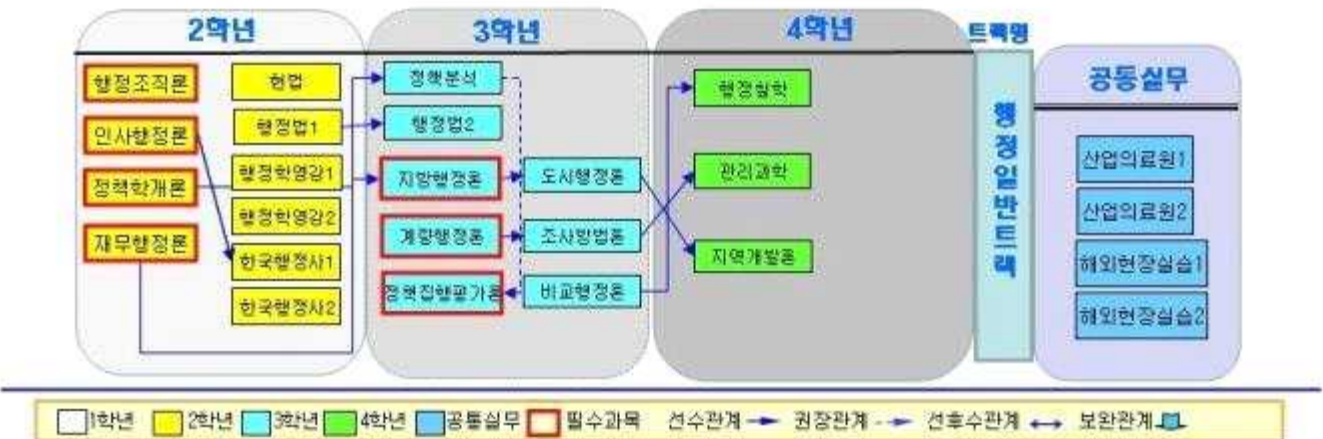 2학년
3학년
4학년
트랙명
공통실무
행정조직론
인사행정론
정책학개론
재무행정론
헌법
행정법1
행정학영강1
행정학영강2
한국행정사1
한국행정사2
정책분석
행정법2
지방행정론
계량행정론
정책집행평가론
도시행정론
조사방법론
비교행정론
행정철학
관리과학
지역개발론
행정일반트랙
산업의료원1
산업의료원2
해외현장실습1
해외현장실습2
1학년 2학년 3학년 4학년 공통실무 필수과목 선수관계 권장관계 선후수관계 보완관계